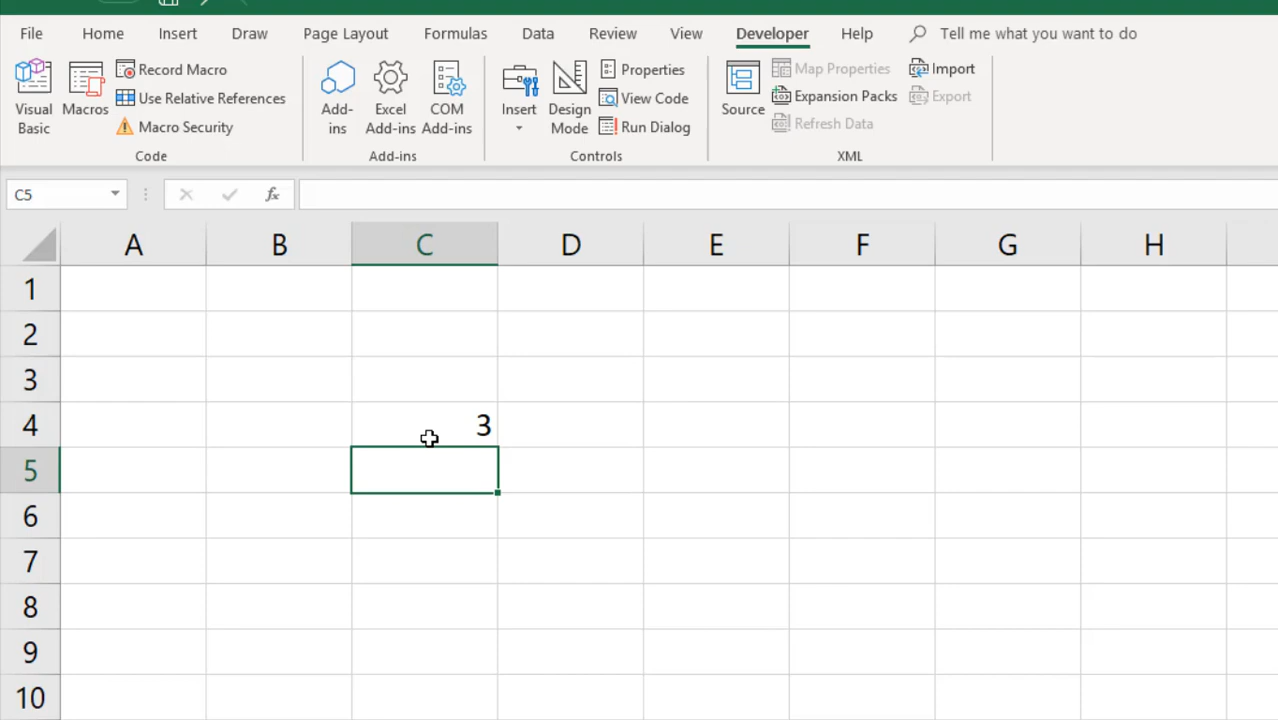 File Home Insert Draw Page Layout Formulas Data Review View Developer Help Tell me what you want to do
Visual Basic
Macros
Record Macro
Use Relative References
Macro Security
Code
Add-ins
Excel Add-ins
COM Add-ins
Add-ins
Insert
Design Mode
Properties
View Code
Run Dialog
Controls
Source
Map Properties
Expansion Packs
Refresh Data
Import
Export
XML
C5 fx
A B C D E F G H
1
2
3
4 3
5
6
7
8
9
10